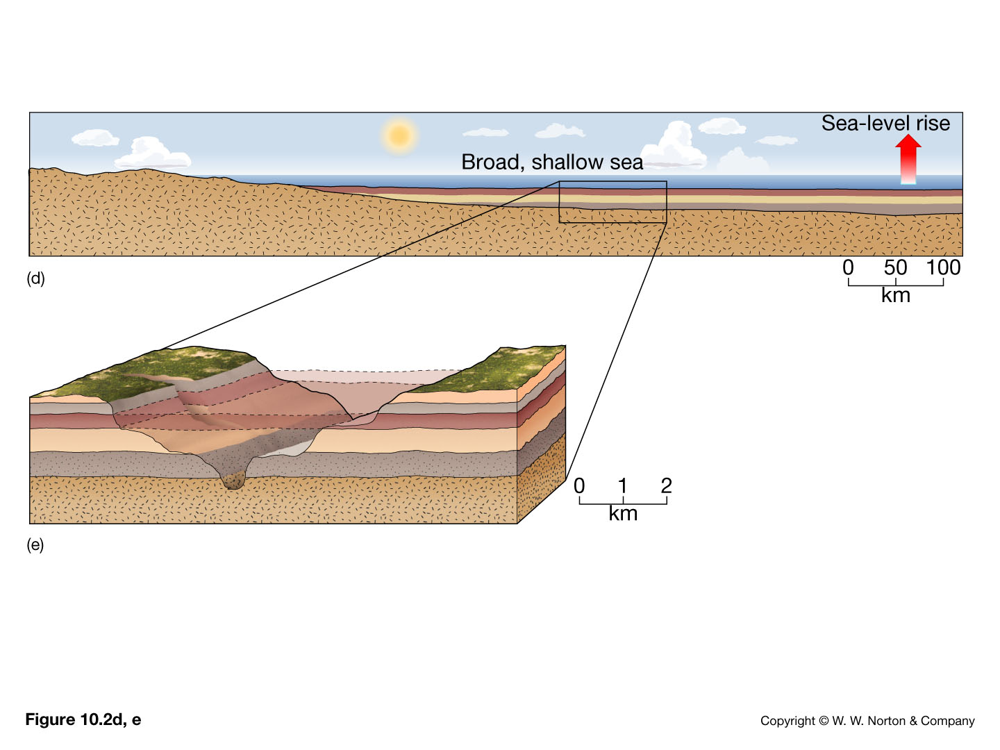 Sea-level rise
Broad, shallow sea
0 50 100
km
(d)
0 1 2
km
(e)
Figure 10.2d, e
Copyright © W. W. Norton & Company